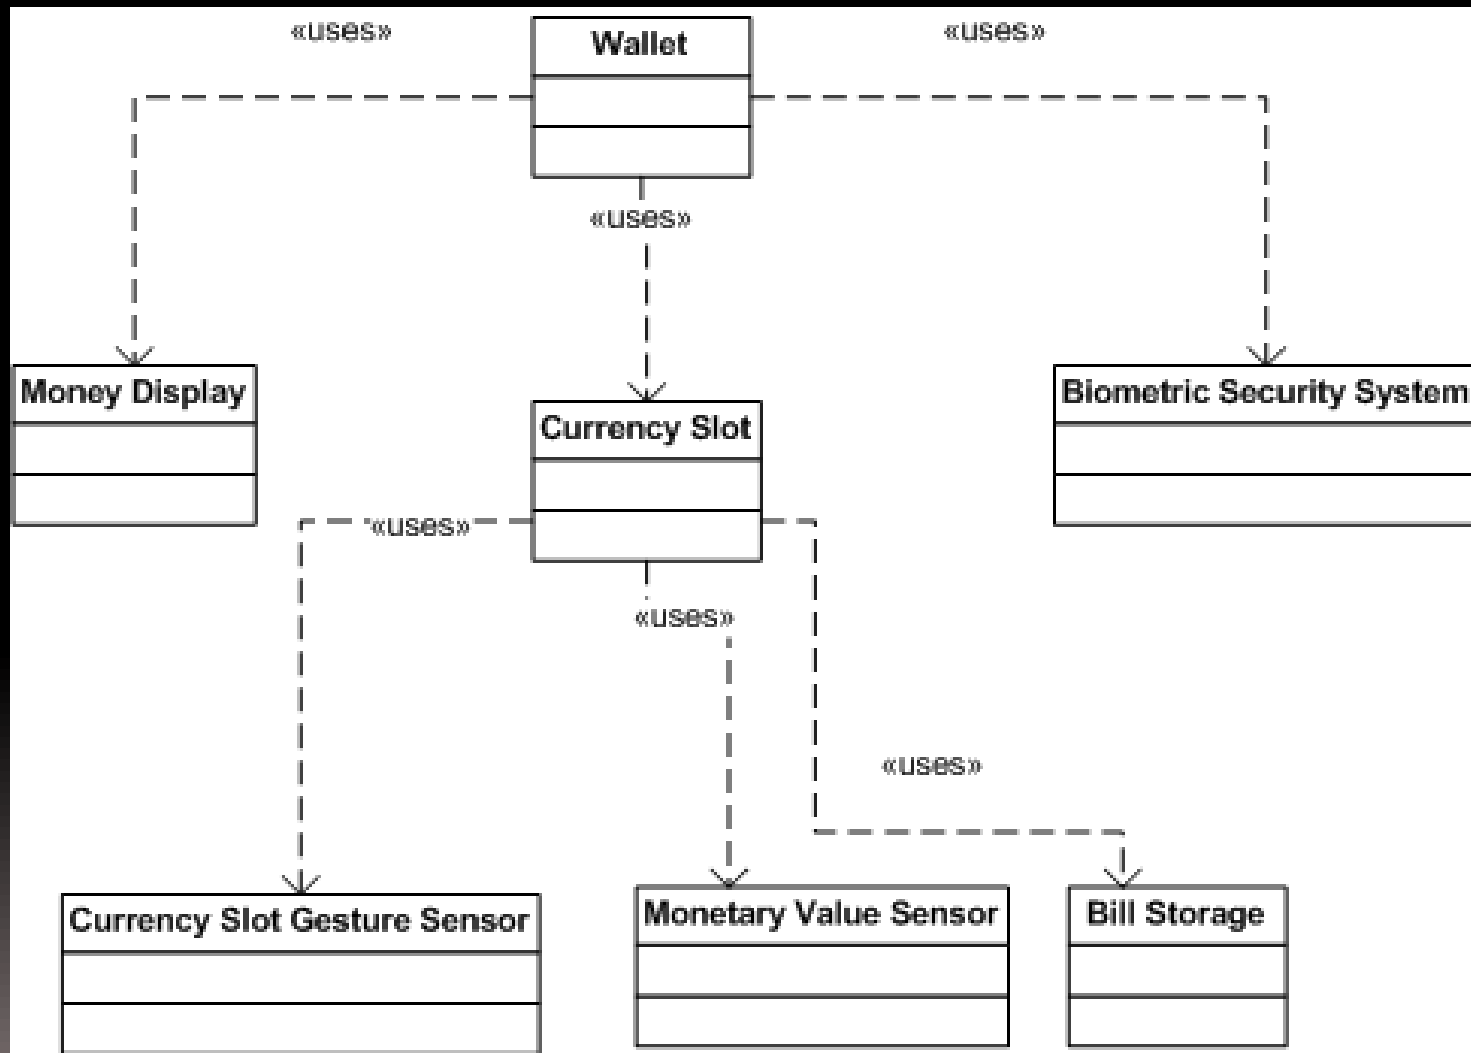 «uses»
Wallet
«uses»
«uses»
Money Display
Currency Slot
Biometric Security System
«uses»
«uses»
«uses»
Currency Slot Gesture Sensor
Monetary Value Sensor
Bill Storage